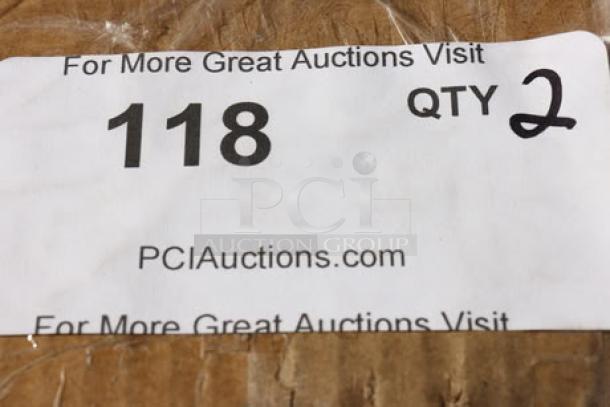 For More Great Auctions Visit
118 QTY 2
PCI
AUCTION GROUP
PCIAuctions.com
For More Great Auctions Visit